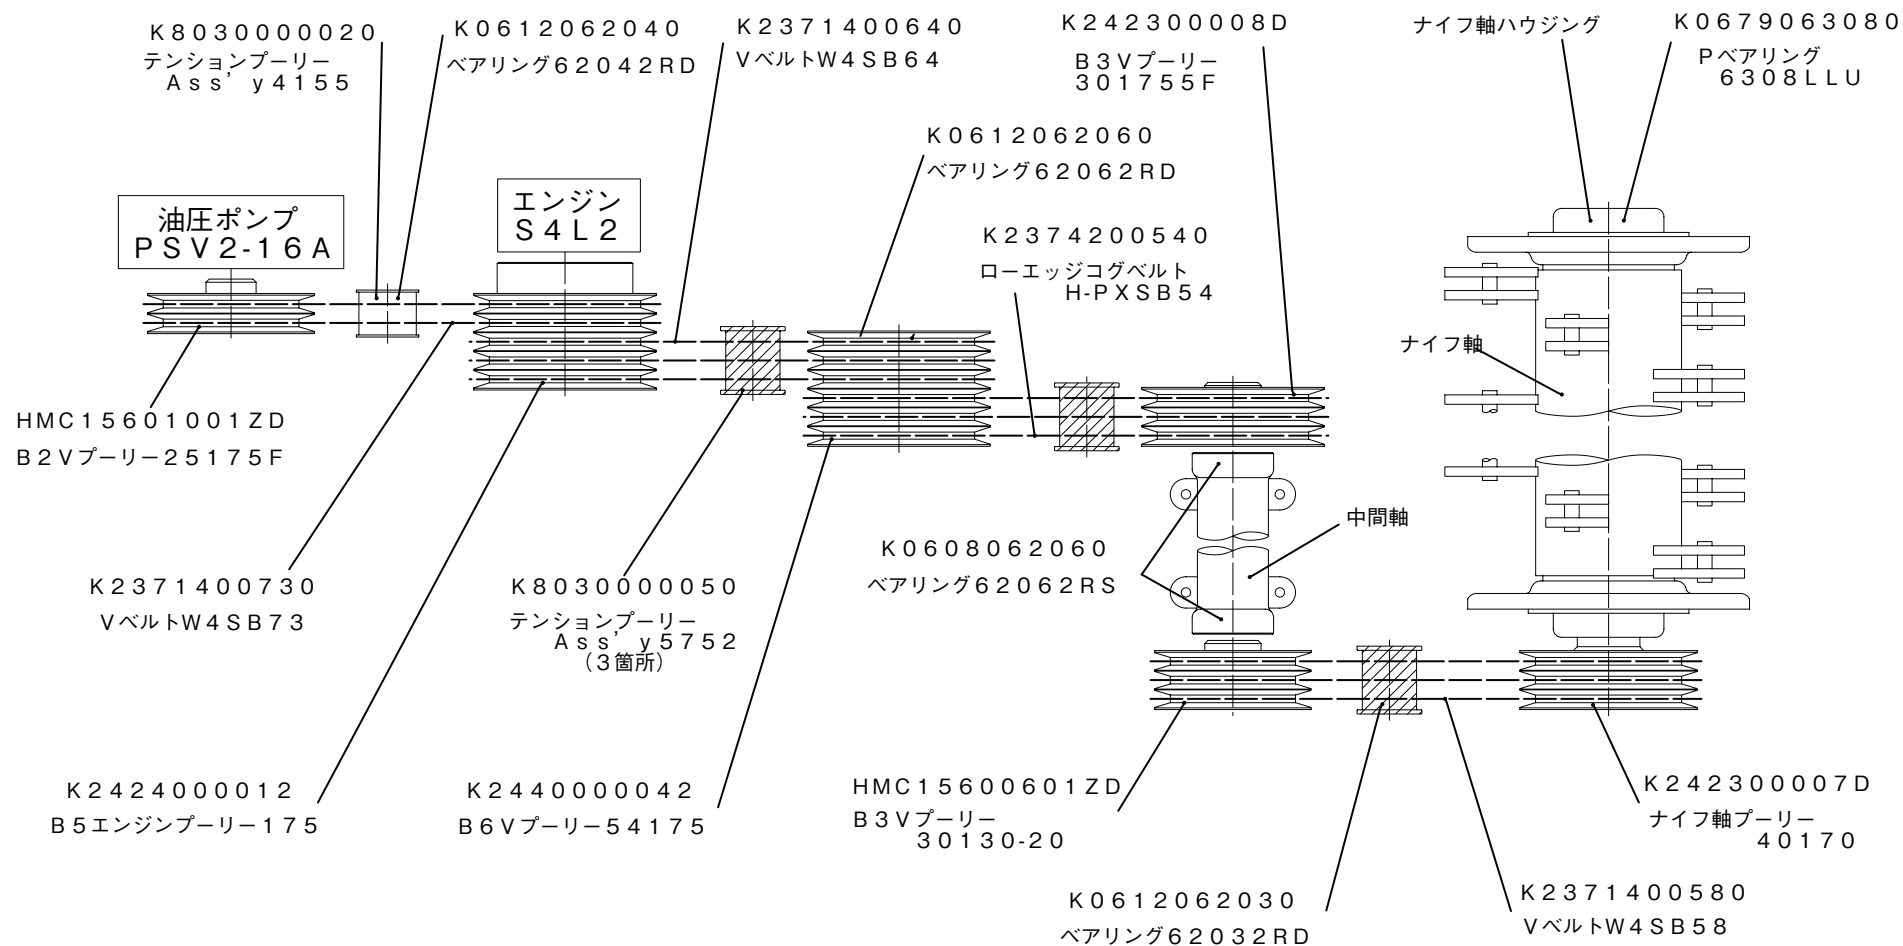 K8030000020
テンションプーリー
Ass'y4155
K0612062040
ベアリング62042RD
K2371400640
VベルトW4SB64
K242300008D
B3Vプーリー
301755F
ナイフ軸ハウジング
K0679063080
Pベアリング
6308LLU
K0612062060
ベアリング62062RD
油圧ポンプ
PSV2-16A
エンジン
S4L2
K2374200540
ローエッジコグベルト
H-PXSB54
ナイフ軸
HMC15601001ZD
B2Vプーリー25175F
中間軸
K2371400730
VベルトW4SB73
K8030000050
テンションプーリー
Ass'y5752
(3箇所)
K0608062060
ベアリング62062RS
K2424000012
B5エンジンプーリー175
K2440000042
B6Vプーリー54175
HMC15600601ZD
B3Vプーリー
30130-20
K242300007D
ナイフ軸プーリー
40170
K0612062030
ベアリング62032RD
K2371400580
VベルトW4SB58